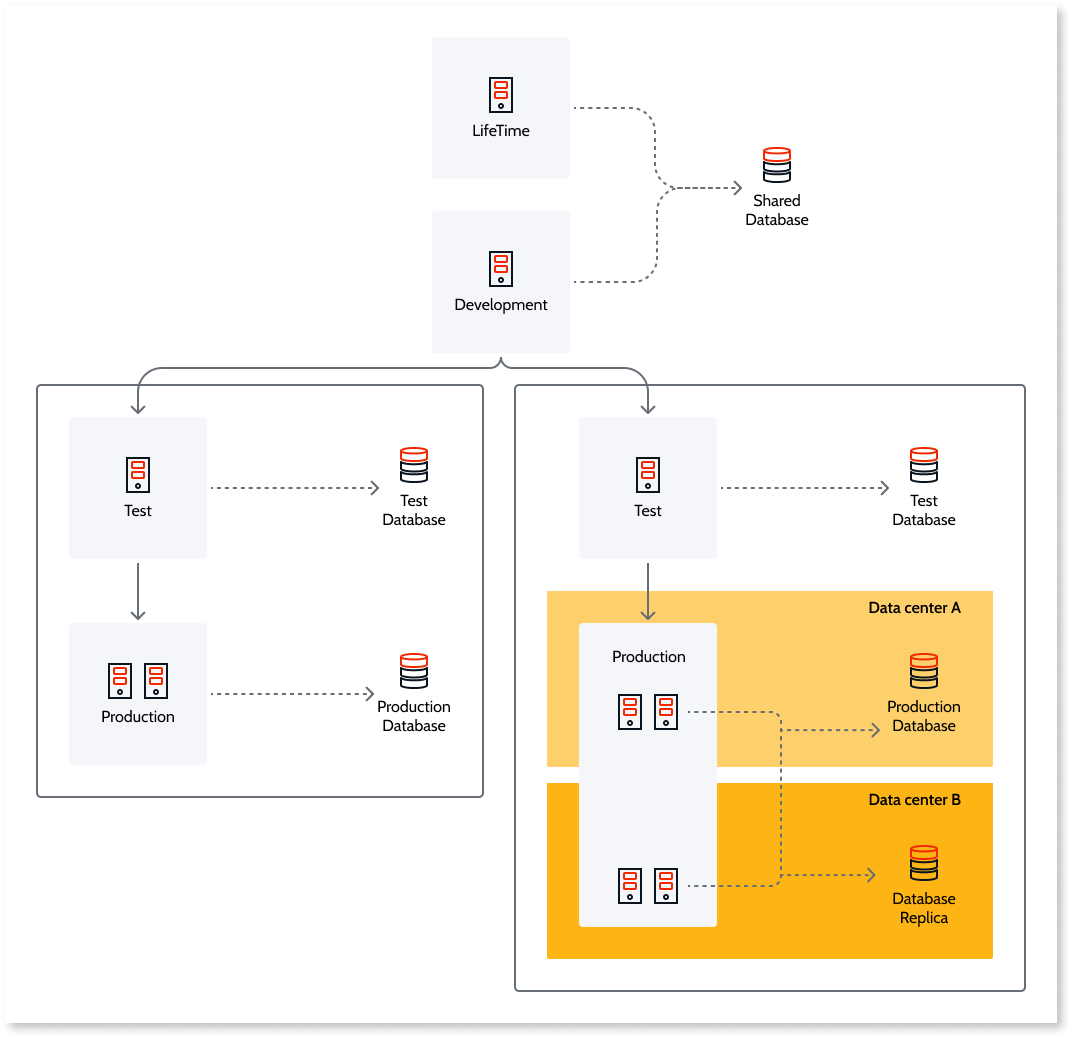 LifeTime
Shared
Database
Development
Test
Test
Database
Production
Production
Database
Test
Test
Database
Data center A
Production
Production
Database
Data center B
Database
Replica